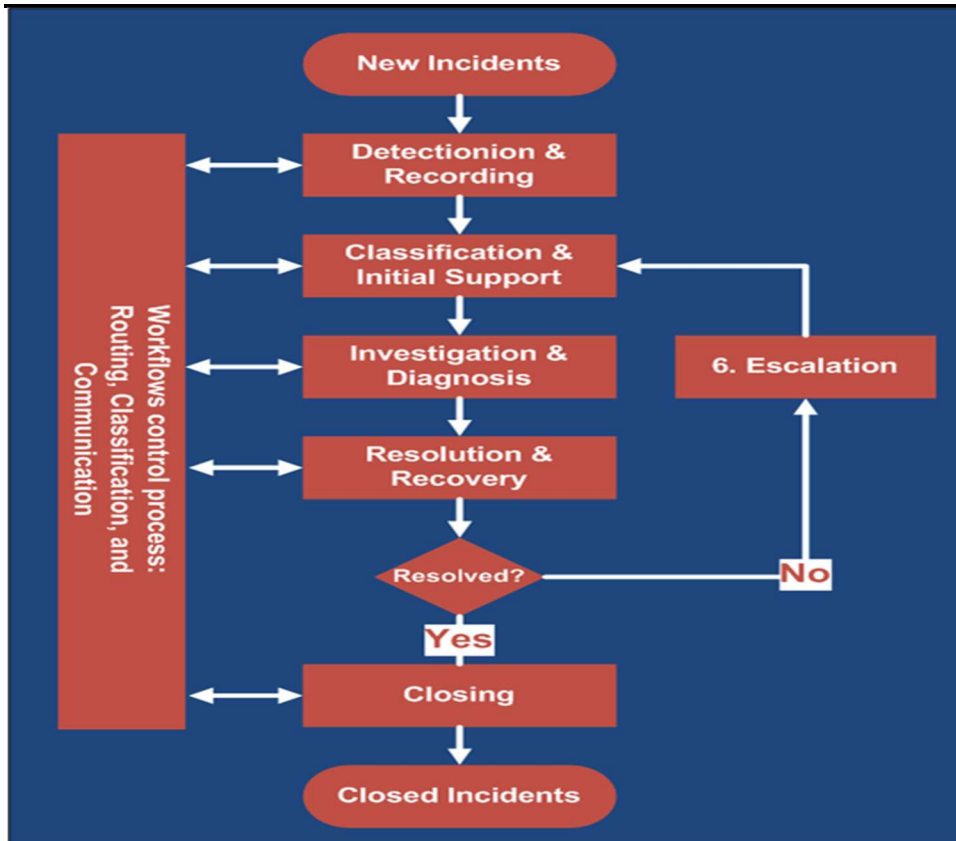 New Incidents
Detectionion &
Recording
Classification &
Initial Support
Investigation &
Diagnosis
6. Escalation
Resolution &
Recovery
Resolved?
No
Yes
Closing
Closed Incidents
Workflows control process:
Routing, Classification, and
Communication